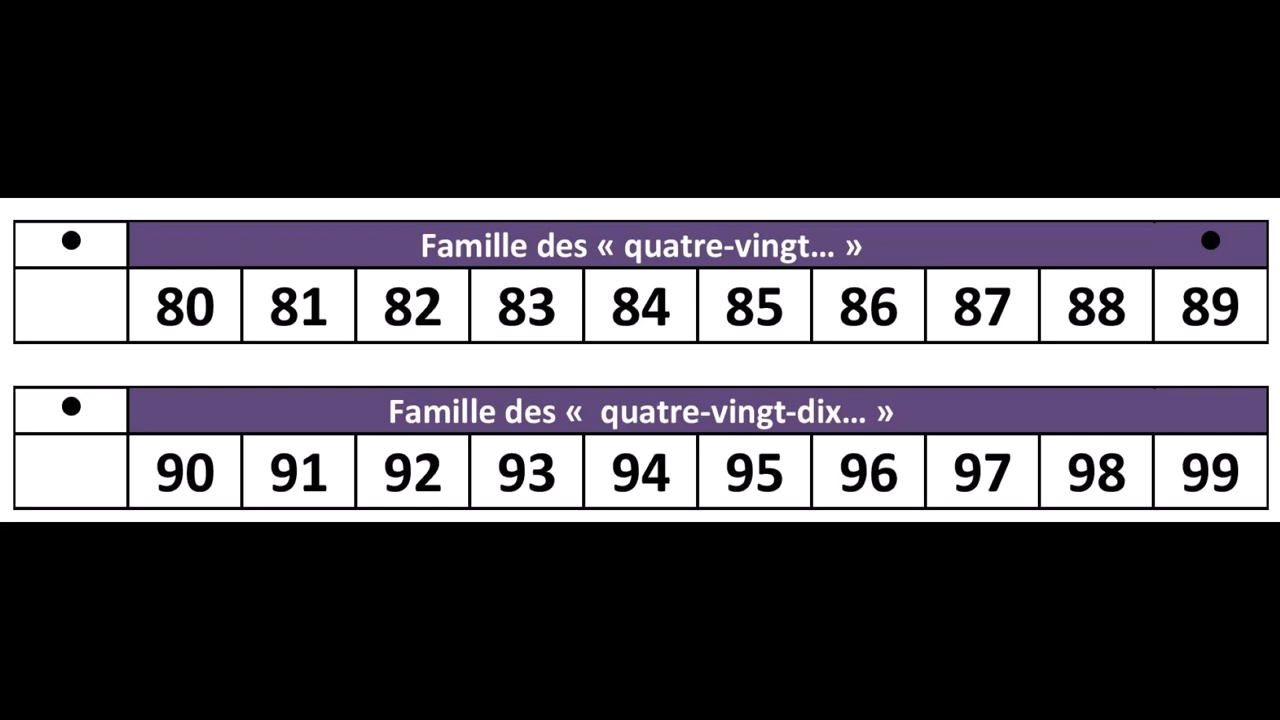 Famille des « quatre-vingt... »
80 81 82 83 84 85 86 87 88 89
Famille des «  quatre-vingt-dix... »
90 91 92 93 94 95 96 97 98 99